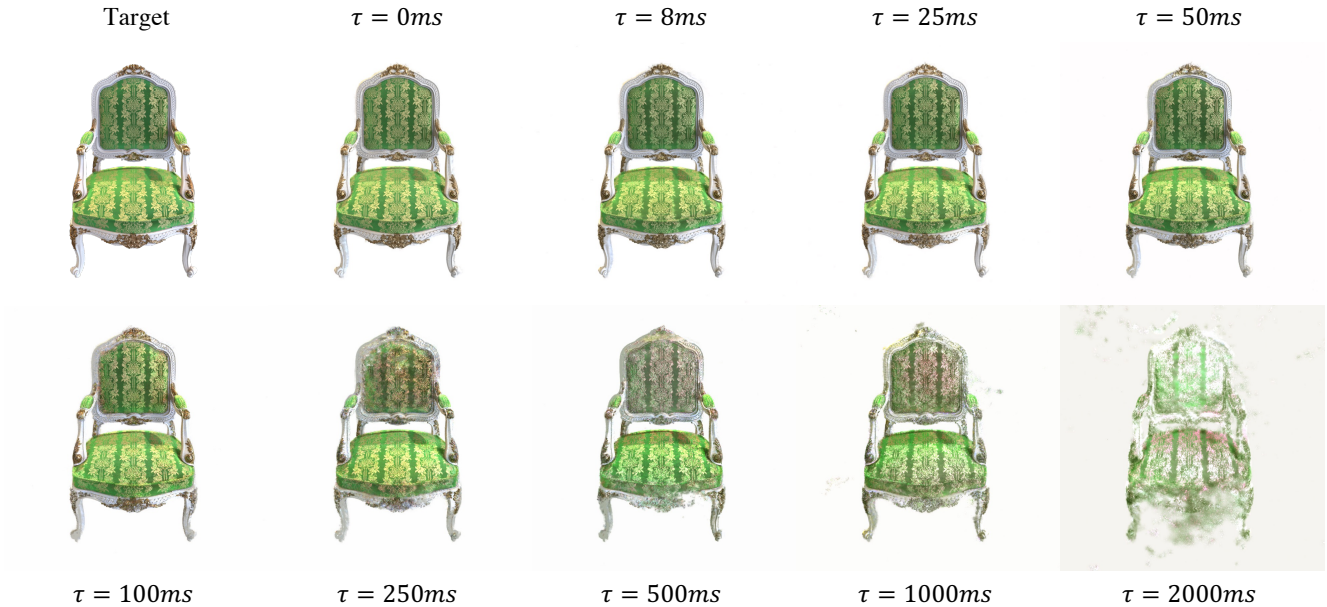 Target τ = 0ms τ = 8ms τ = 25ms τ = 50ms
τ = 100ms τ = 250ms τ = 500ms τ = 1000ms τ = 2000ms